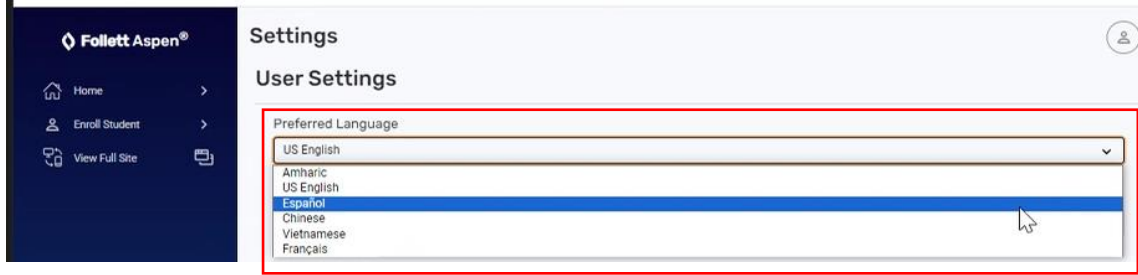 Follett Aspen®
Home
Enroll Student
View Full Site
Settings
User Settings
Preferred Language
US English
Amharic
US English
Español
Chinese
Vietnamese
Français